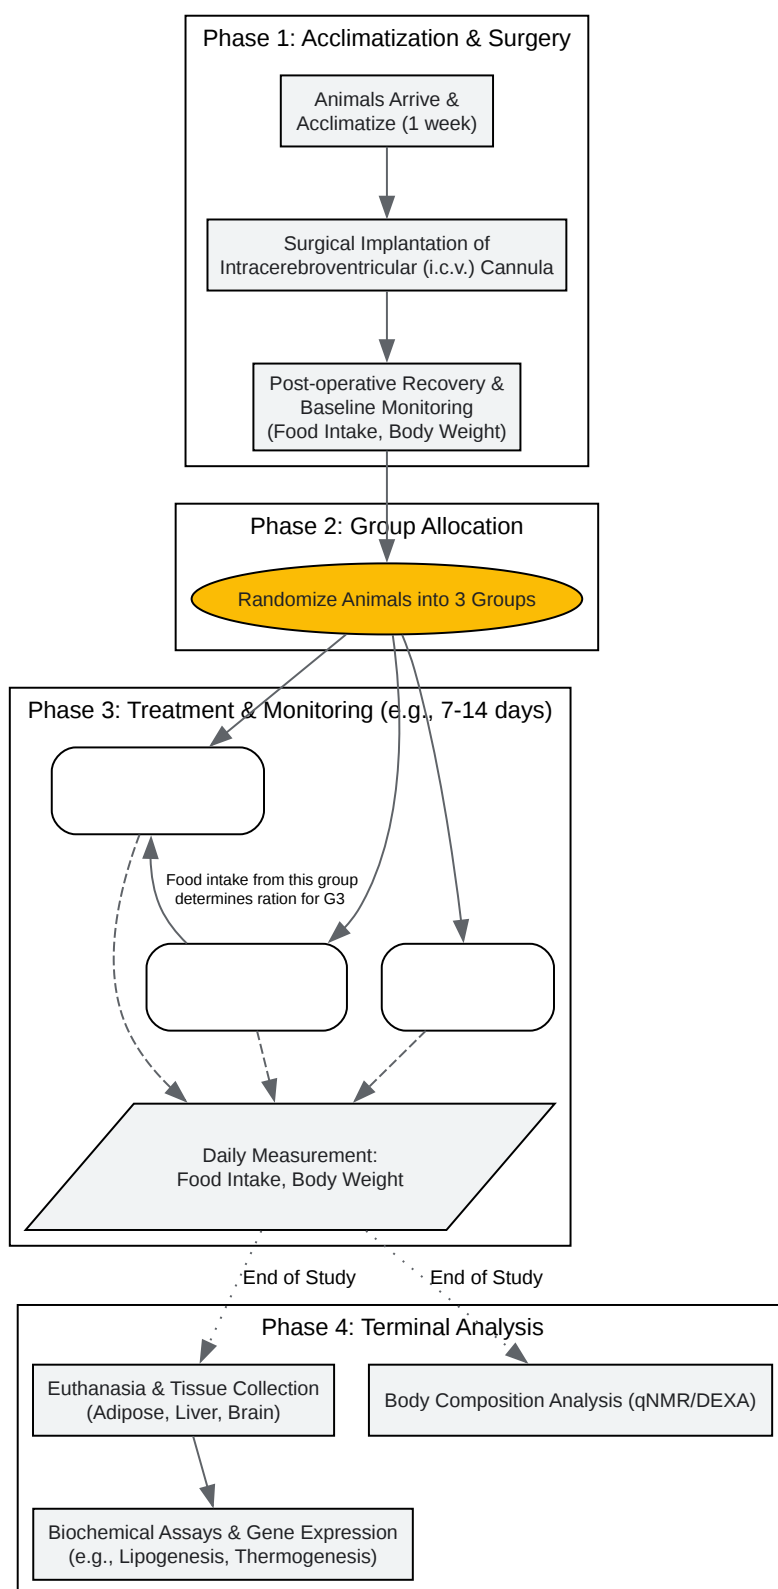 Phase 1: Acclimatization & Surgery
Animals Arrive &
Acclimatize (1 week)
Surgical Implantation of
Intracerebroventricular (i.c.v.) Cannula
Post-operative Recovery &
Baseline Monitoring
(Food Intake, Body Weight)
Phase 2: Group Allocation
Randomize Animals into 3 Groups
Phase 3: Treatment & Monitoring (e.g., 7-14 days)
Food intake from this group
determines ration for G3
Daily Measurement:
Food Intake, Body Weight
End of Study
End of Study
Phase 4: Terminal Analysis
Euthanasia & Tissue Collection
(Adipose, Liver, Brain)
Body Composition Analysis (qNMR/DEXA)
Biochemical Assays & Gene Expression
(e.g., Lipogenesis, Thermogenesis)